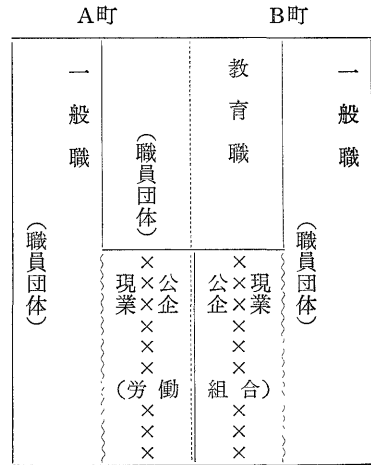 A町
B町
一般職
(職員団体)
(職員団体)
教育職
一般職
(職員団体)
公企
現業
公企
現業
(労働組合)